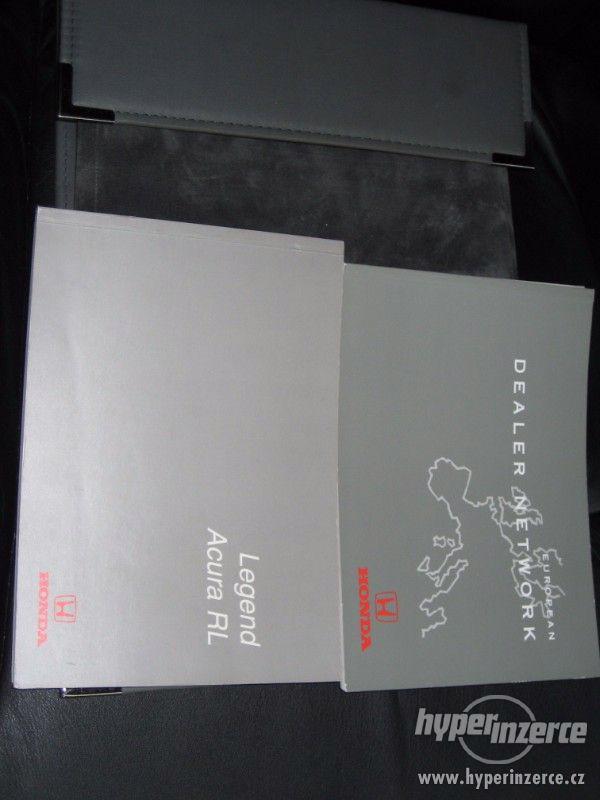 Legend
Acura RL
HONDA
EUROPEAN
DEALER NETWORK
HONDA
hyperinzerce
www.hyperinzerce.cz